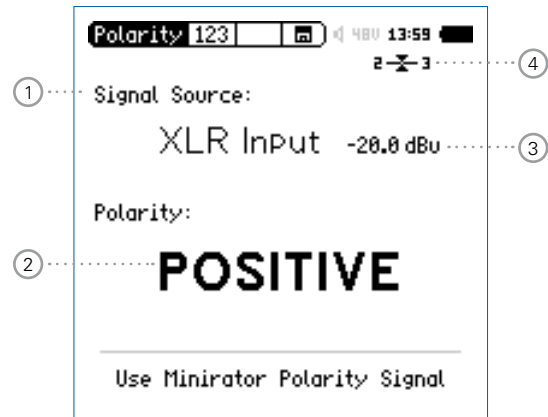 Polarity 123 48V 13:59
2 3 4
1 Signal Source:
XLR Input -20.0 dBu 3
Polarity:
2 POSITIVE
Use Minirator Polarity Signal